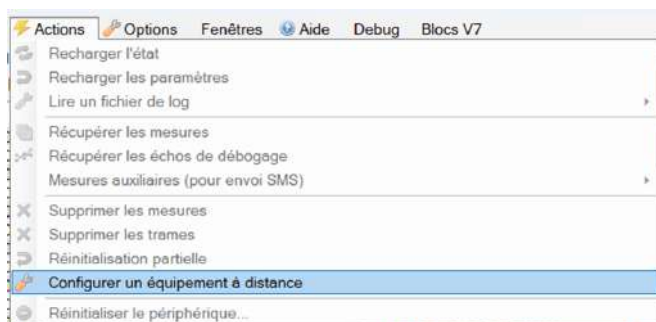 Actions Options Fenêtres Aide Debug Blocs V7
Recharger l'état
Recharger les paramètres
Lire un fichier de log
Récupérer les mesures
Récupérer les échos de débogage
Mesures auxiliaires (pour envoi SMS)
Supprimer les mesures
Supprimer les trames
Réinitialisation partielle
Configurer un équipement à distance
Réinitialiser le périphérique...